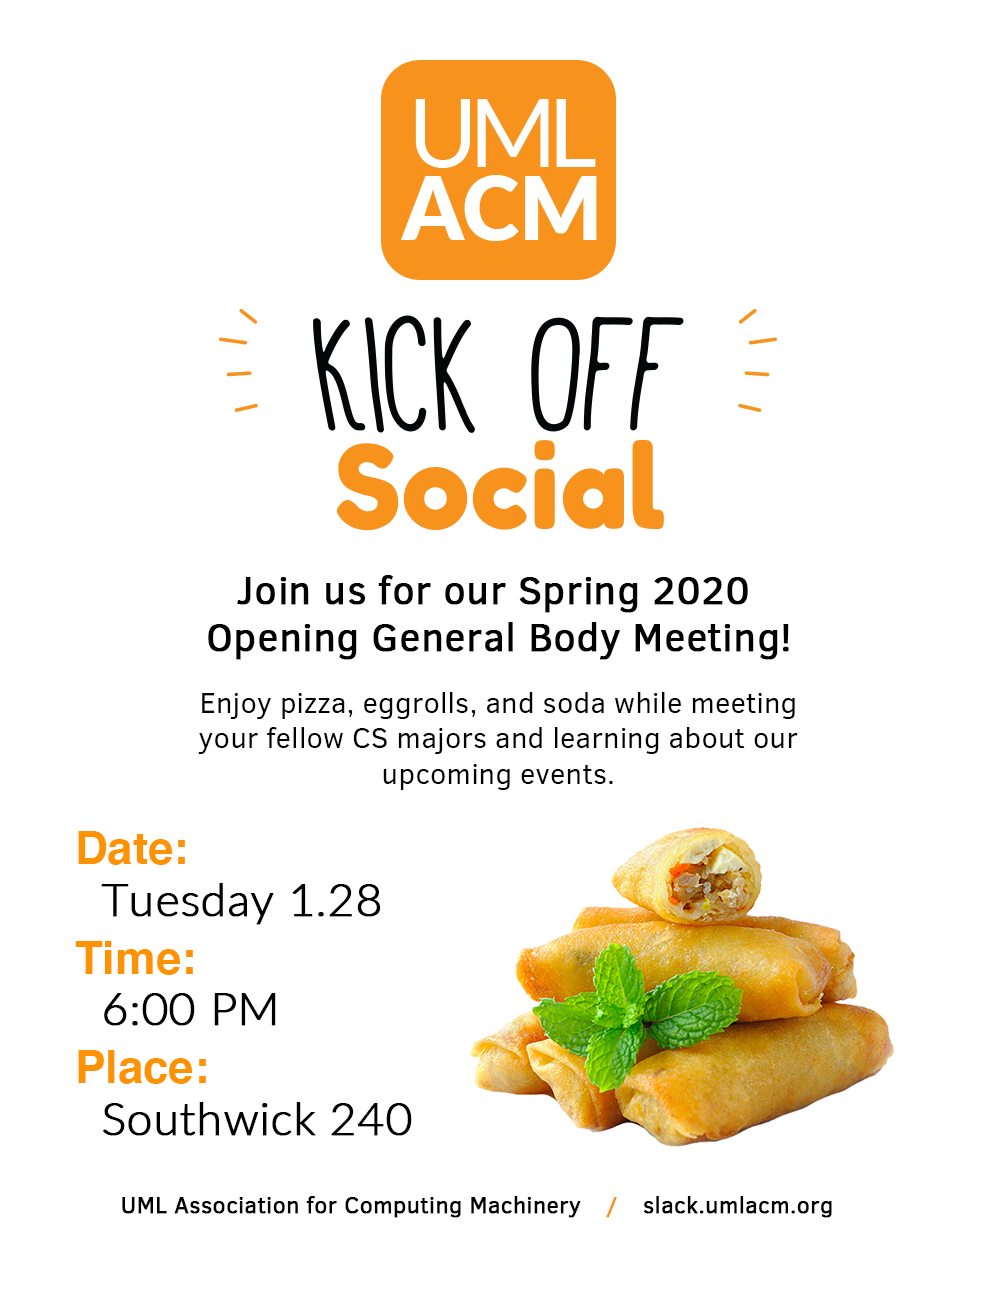 UML
ACM
KICK OFF
Social
Join us for our Spring 2020
Opening General Body Meeting!
Enjoy pizza, eggrolls, and soda while meeting
your fellow CS majors and learning about our
upcoming events.
Date:
Tuesday 1.28
Time:
6:00 PM
Place:
Southwick 240
UML Association for Computing Machinery / slack.umlacm.org